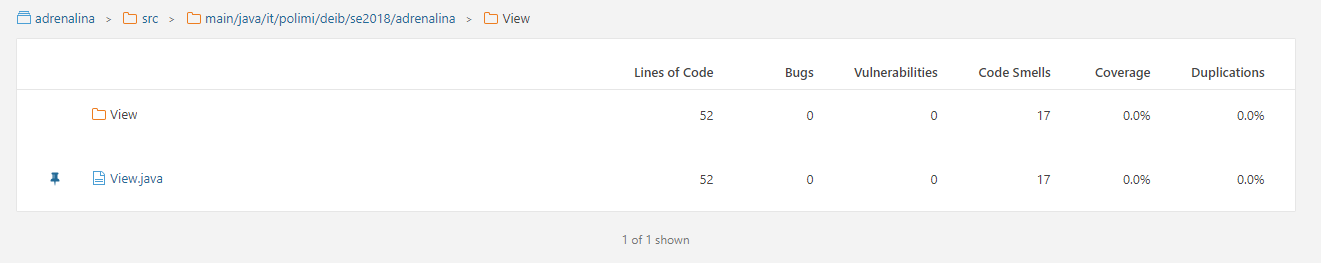 adrenalina > src > main/java/it/polimi/deib/se2018/adrenalina > View
Lines of Code Bugs Vulnerabilities Code Smells Coverage Duplications
View 52 0 0 17 0.0% 0.0%
View.java 52 0 0 17 0.0% 0.0%
1 of 1 shown